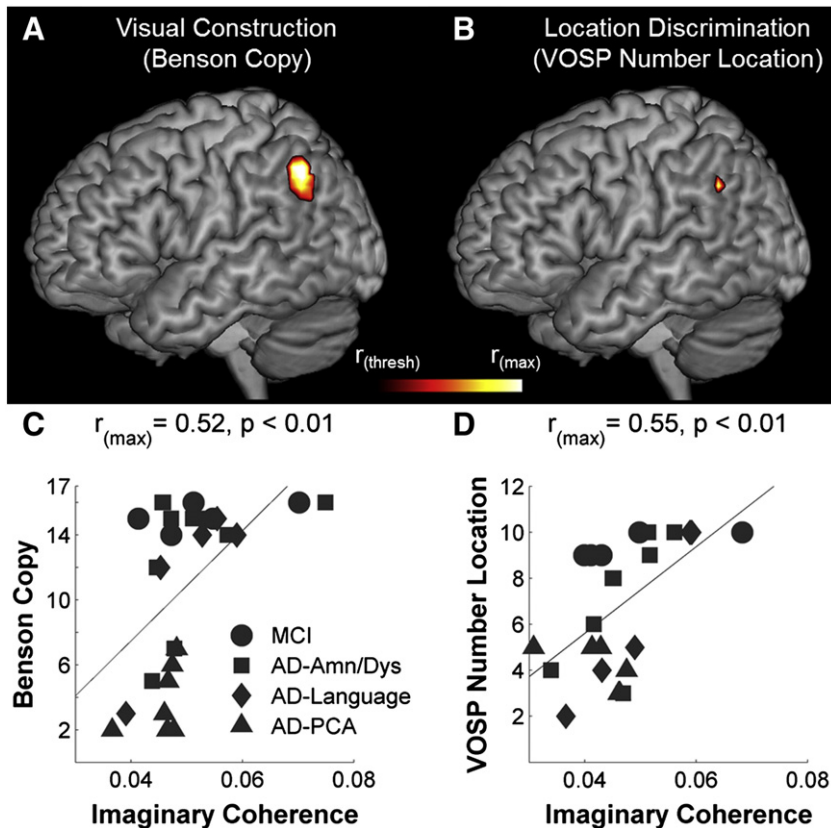 A
Visual Construction
(Benson Copy)
B
Location Discrimination
(VOSP Number Location)
r(thresh)
r(max)
C
r(max) = 0.52, p < 0.01
17
14
10
6
2
Benson Copy
MCI
AD-Amn/Dys
AD-Language
AD-PCA
0.04
0.06
0.08
Imaginary Coherence
D
r(max) = 0.55, p < 0.01
12
10
8
6
4
2
VOSP Number Location
0.04
0.06
0.08
Imaginary Coherence